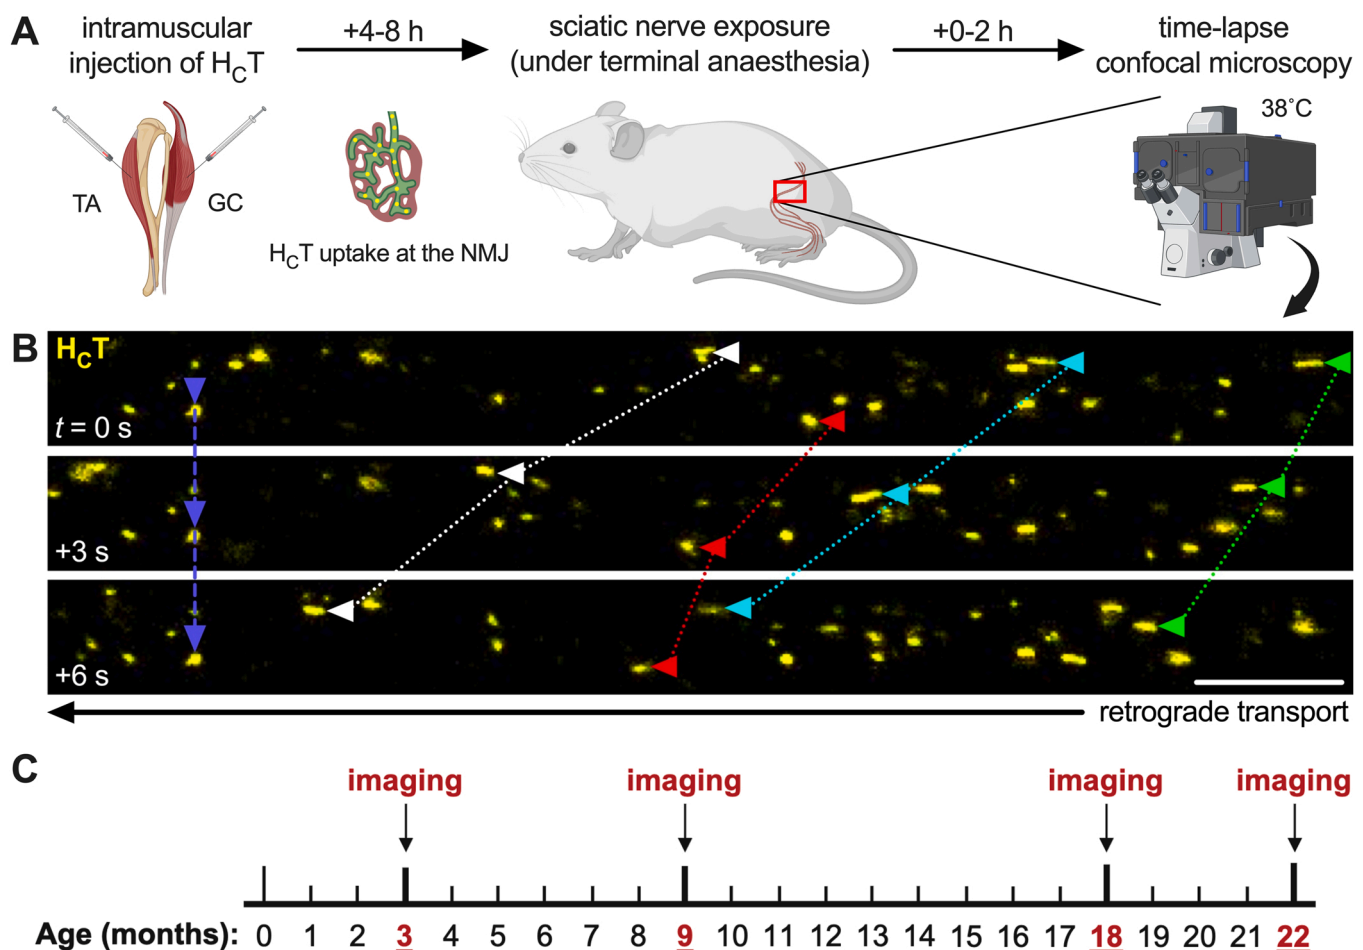 A
intramuscular
injection of HCT
+4-8 h
sciatic nerve exposure
(under terminal anaesthesia)
+0-2 h
time-lapse
confocal microscopy
38˚C
TA
GC
HCT uptake at the NMJ
B
HCT
t = 0 s
+3 s
+6 s
retrograde transport
C
imaging imaging imaging imaging
Age (months): 0 1 2 3 4 5 6 7 8 9 10 11 12 13 14 15 16 17 18 19 20 21 22